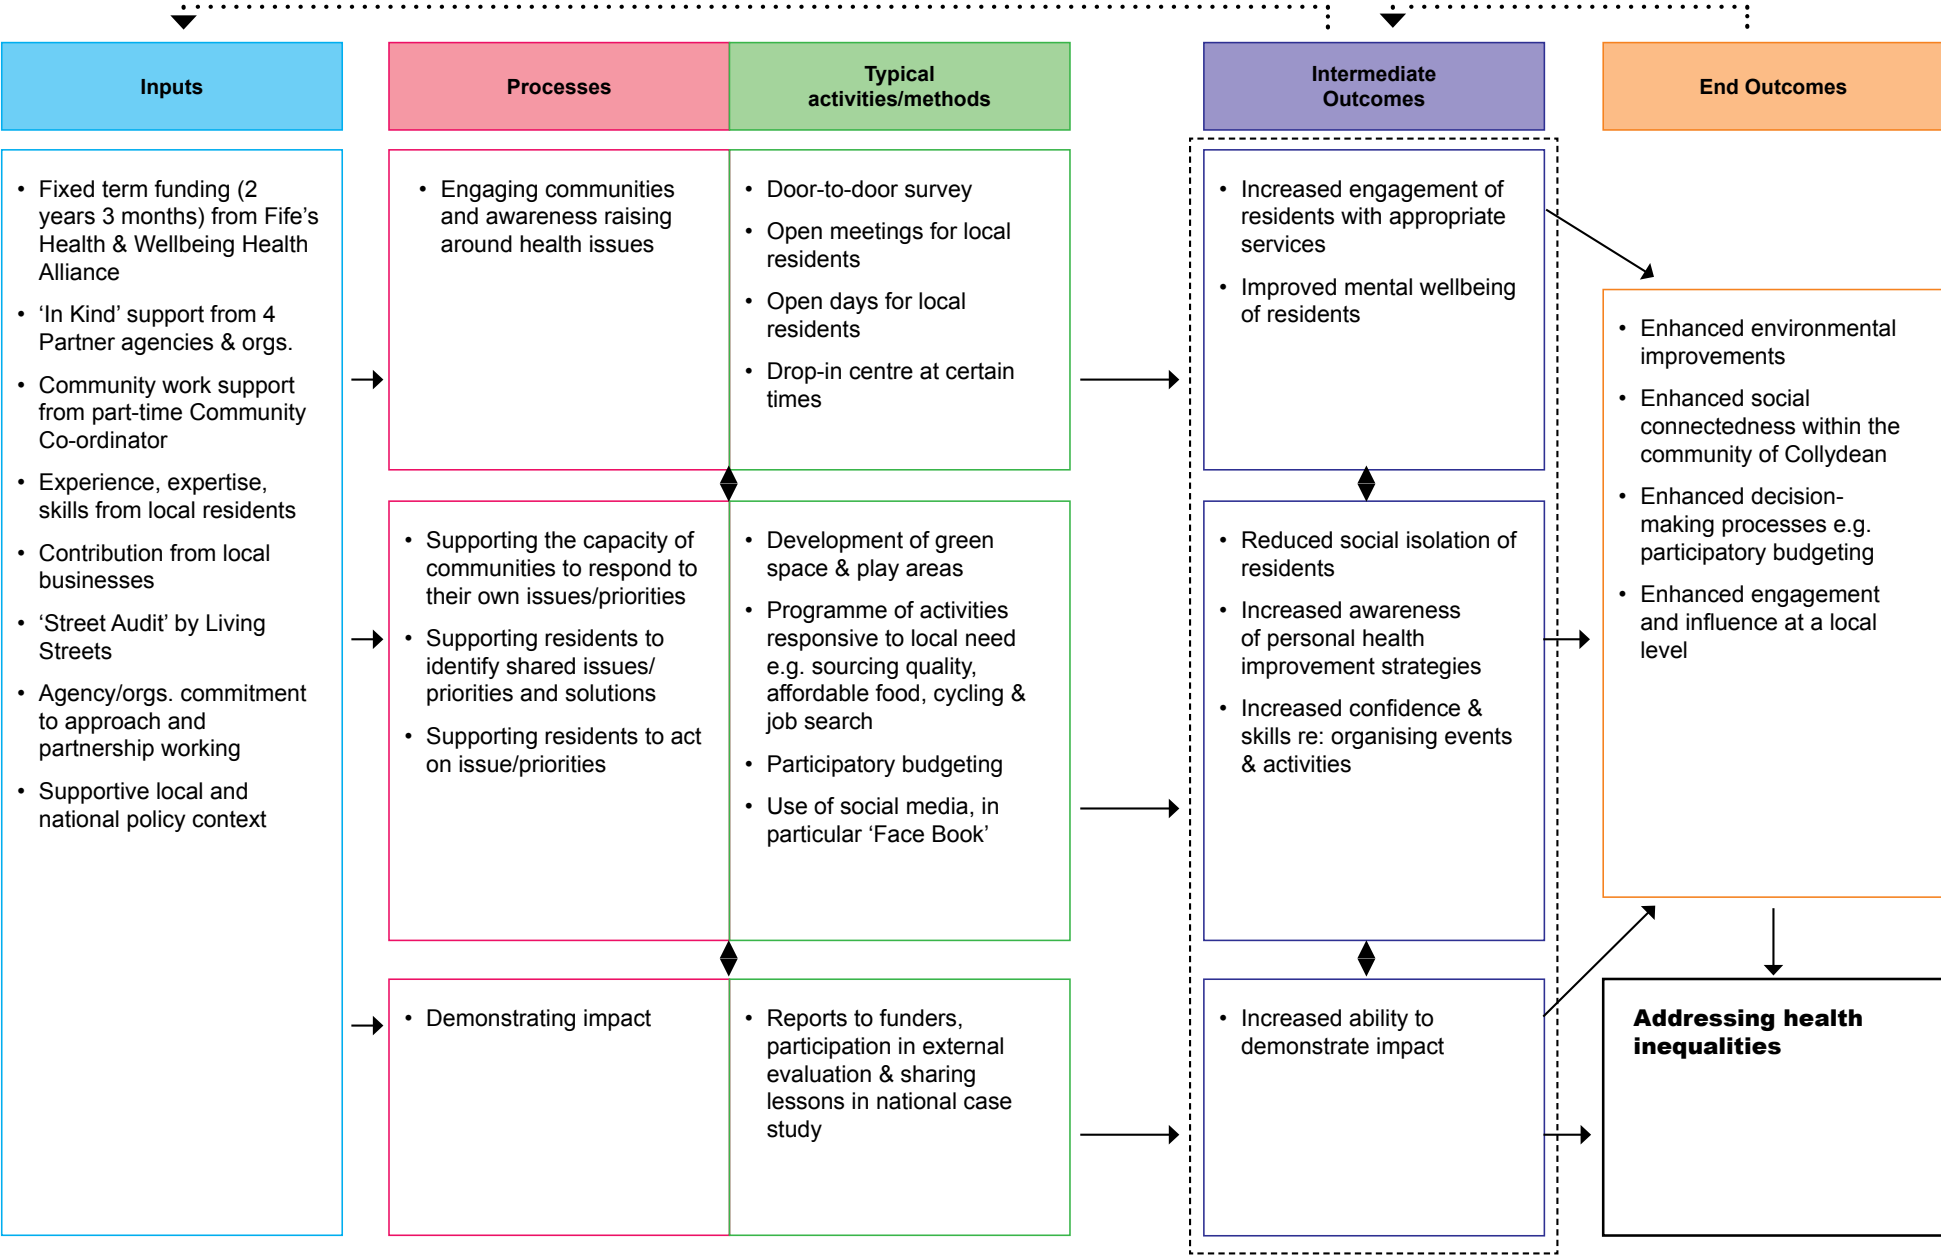 Inputs
Processes
Typical
activities/methods
Intermediate
Outcomes
End Outcomes
• Fixed term funding (2
years 3 months) from Fife’s
Health & Wellbeing Health
Alliance
• ‘In Kind’ support from 4
Partner agencies & orgs.
• Community work support
from part-time Community
Co-ordinator
• Experience, expertise,
skills from local residents
• Contribution from local
businesses
• ‘Street Audit’ by Living
Streets
• Agency/orgs. commitment
to approach and
partnership working
• Supportive local and
national policy context
• Engaging communities
and awareness raising
around health issues
• Door-to-door survey
• Open meetings for local
residents
• Open days for local
residents
• Drop-in centre at certain
times
• Increased engagement of
residents with appropriate
services
• Improved mental wellbeing
of residents
• Supporting the capacity of
communities to respond to
their own issues/priorities
• Supporting residents to
identify shared issues/
priorities and solutions
• Supporting residents to act
on issue/priorities
• Development of green
space & play areas
• Programme of activities
responsive to local need
e.g. sourcing quality,
affordable food, cycling &
job search
• Participatory budgeting
• Use of social media, in
particular ‘Face Book’
• Reduced social isolation of
residents
• Increased awareness
of personal health
improvement strategies
• Increased confidence &
skills re: organising events
& activities
• Enhanced environmental
improvements
• Enhanced social
connectedness within the
community of Collydean
• Enhanced decision-
making processes e.g.
participatory budgeting
• Enhanced engagement
and influence at a local
level
• Demonstrating impact
• Reports to funders,
participation in external
evaluation & sharing
lessons in national case
study
• Increased ability to
demonstrate impact
Addressing health
inequalities